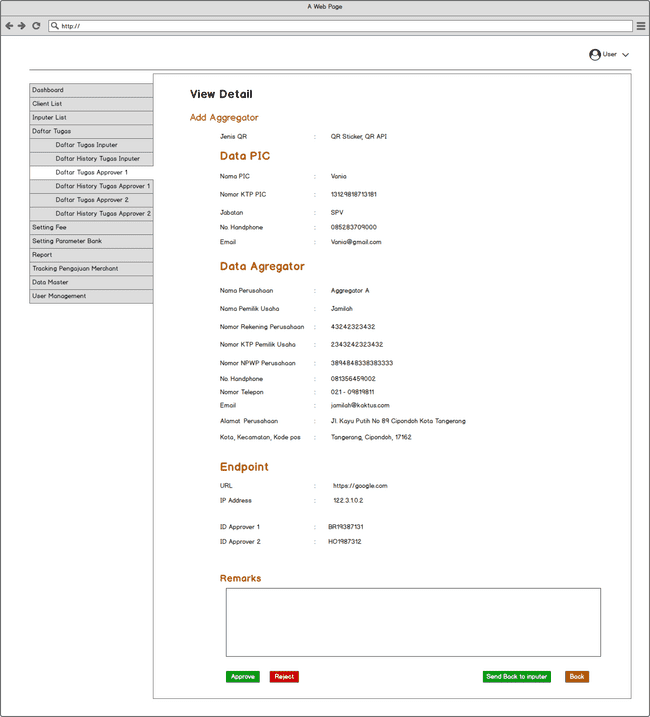 A Web Page
http://
User
Dashboard
Client List
Inputer List
Daftar Tugas
Daftar Tugas Inputer
Daftar History Tugas Inputer
Daftar Tugas Approver 1
Daftar History Tugas Approver 1
Daftar Tugas Approver 2
Daftar History Tugas Approver 2
Setting Fee
Setting Parameter Bank
Report
Tracking Pengajuan Merchant
Data Master
User Management
View Detail
Add Aggregator
Jenis QR : QR Sticker, QR API
Data PIC
Nama PIC : Vania
Nomor KTP PIC : 13129818713181
Jabatan : SPV
No. Handphone : 085283709000
Email : Vania@gmail.com
Data Agregator
Nama Perusahaan : Aggregator A
Nama Pemilik Usaha : Jamilah
Nomor Rekening Perusahaan : 43242323432
Nomor KTP Pemilik Usaha : 2343242323432
Nomor NPWP Perusahaan : 3894848338383333
No. Handphone : 081356459002
Nomor Telepon : 021 - 09819811
Email : jamilah@kaktus.com
Alamat Perusahaan : Jl. Kayu Putih No 89 Cipondoh Kota Tangerang
Kota, Kecamatan, Kode pos : Tangerang, Cipondoh, 17162
Endpoint
URL : https://google.com
IP Address : 122.3.1.0.2
ID Approver 1 : BR19387131
ID Approver 2 : HO1987312
Remarks
Approve Reject Send Back to inputer Back